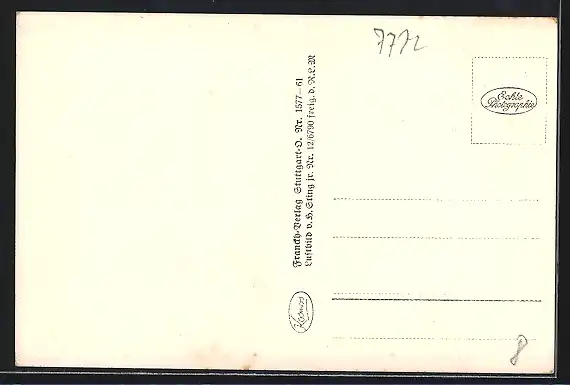 7772
Echte
Photographie
Franckh-Verlag Stuttgart-O. Nr. 1577—61
Luftbild v. H. Sting jr. Nr. 12/6790 freig. d. R.L.M
Kosmos
8